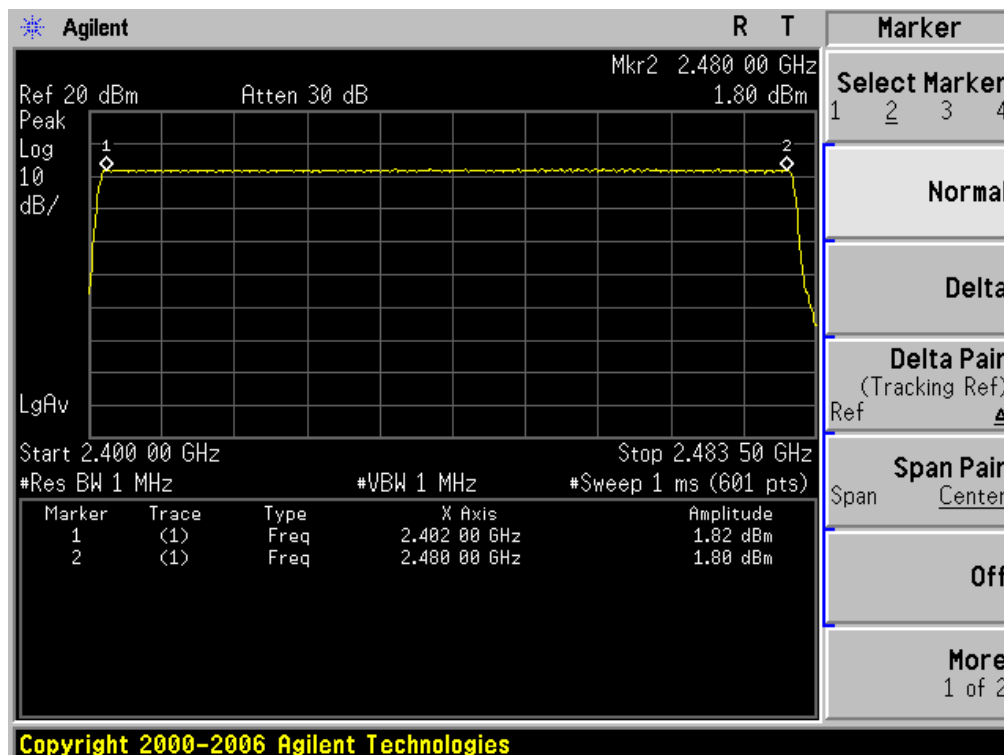 Agilent R T
Mkr2 2.480 00 GHz
Ref 20 dBm Atten 30 dB 1.80 dBm
Peak
Log
10
dB/
1 2
LgAv
Start 2.400 00 GHz Stop 2.483 50 GHz
#Res BW 1 MHz #VBW 1 MHz #Sweep 1 ms (601 pts)
Marker Trace Type X Axis Amplitude
1 (1) Freq 2.402 00 GHz 1.82 dBm
2 (1) Freq 2.480 00 GHz 1.80 dBm
Copyright 2000-2006 Agilent Technologies
Marker
Select Marker
1 2 3 4
Normal
Delta
Delta Pair
(Tracking Ref)
Ref Δ
Span Pair
Span Center
Off
More
1 of 2